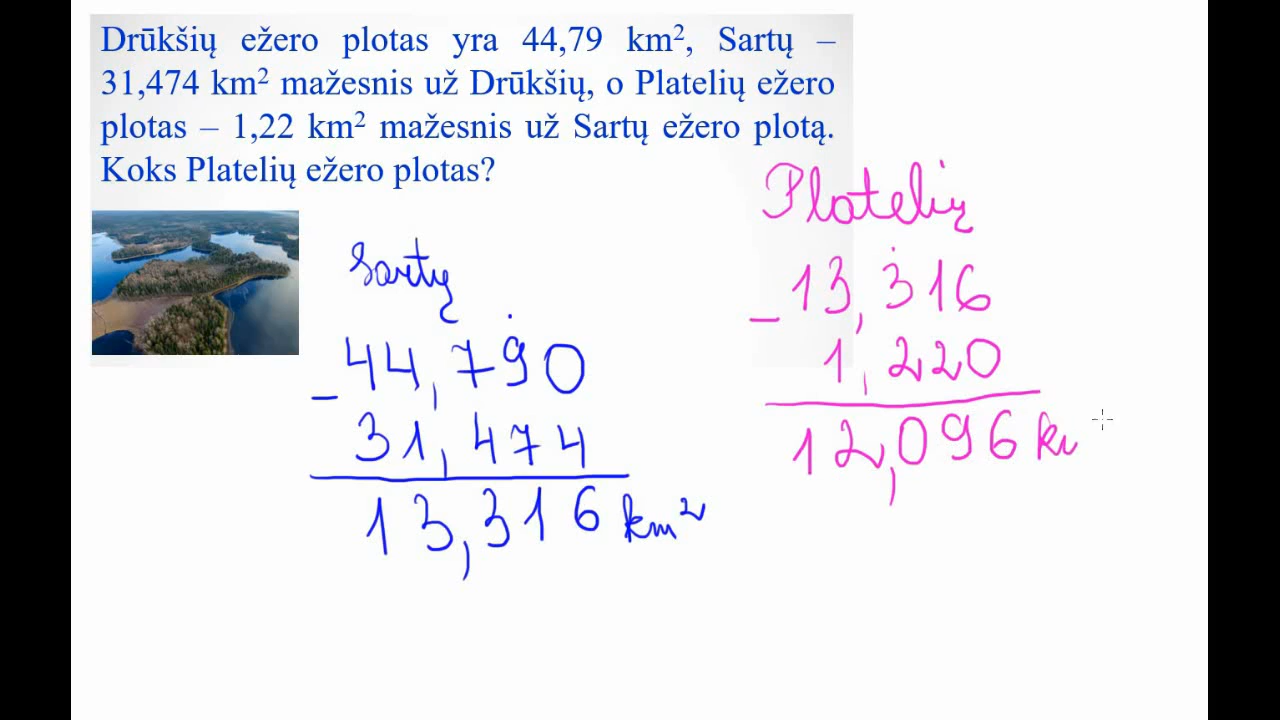 Drūkšių ežero plotas yra 44,79 km², Sartų –
31,474 km² mažesnis už Drūkšių, o Platelių ežero
plotas – 1,22 km² mažesnis už Sartų ežero plotą.
Koks Platelių ežero plotas?
Sartų
- 44,790
31,474
13,316 km²
Platelių
- 13,316
1,220
12,096 km